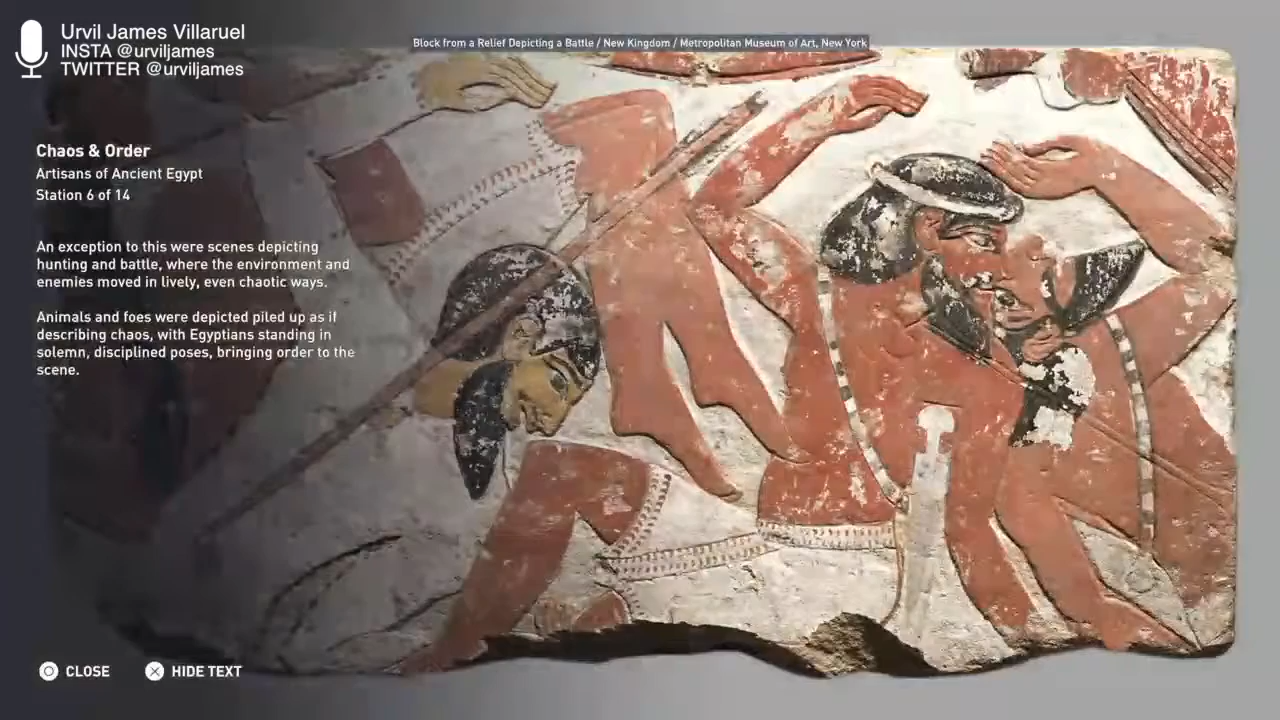 Urvil James Villaruel
INSTA @urviljames
TWITTER @urviljames
Block from a Relief Depicting a Battle / New Kingdom / Metropolitan Museum of Art, New York
Chaos & Order
Artisans of Ancient Egypt
Station 6 of 14
An exception to this were scenes depicting
hunting and battle, where the environment and
enemies moved in lively, even chaotic ways.
Animals and foes were depicted piled up as if
describing chaos, with Egyptians standing in
solemn, disciplined poses, bringing order to the
scene.
CLOSE
HIDE TEXT